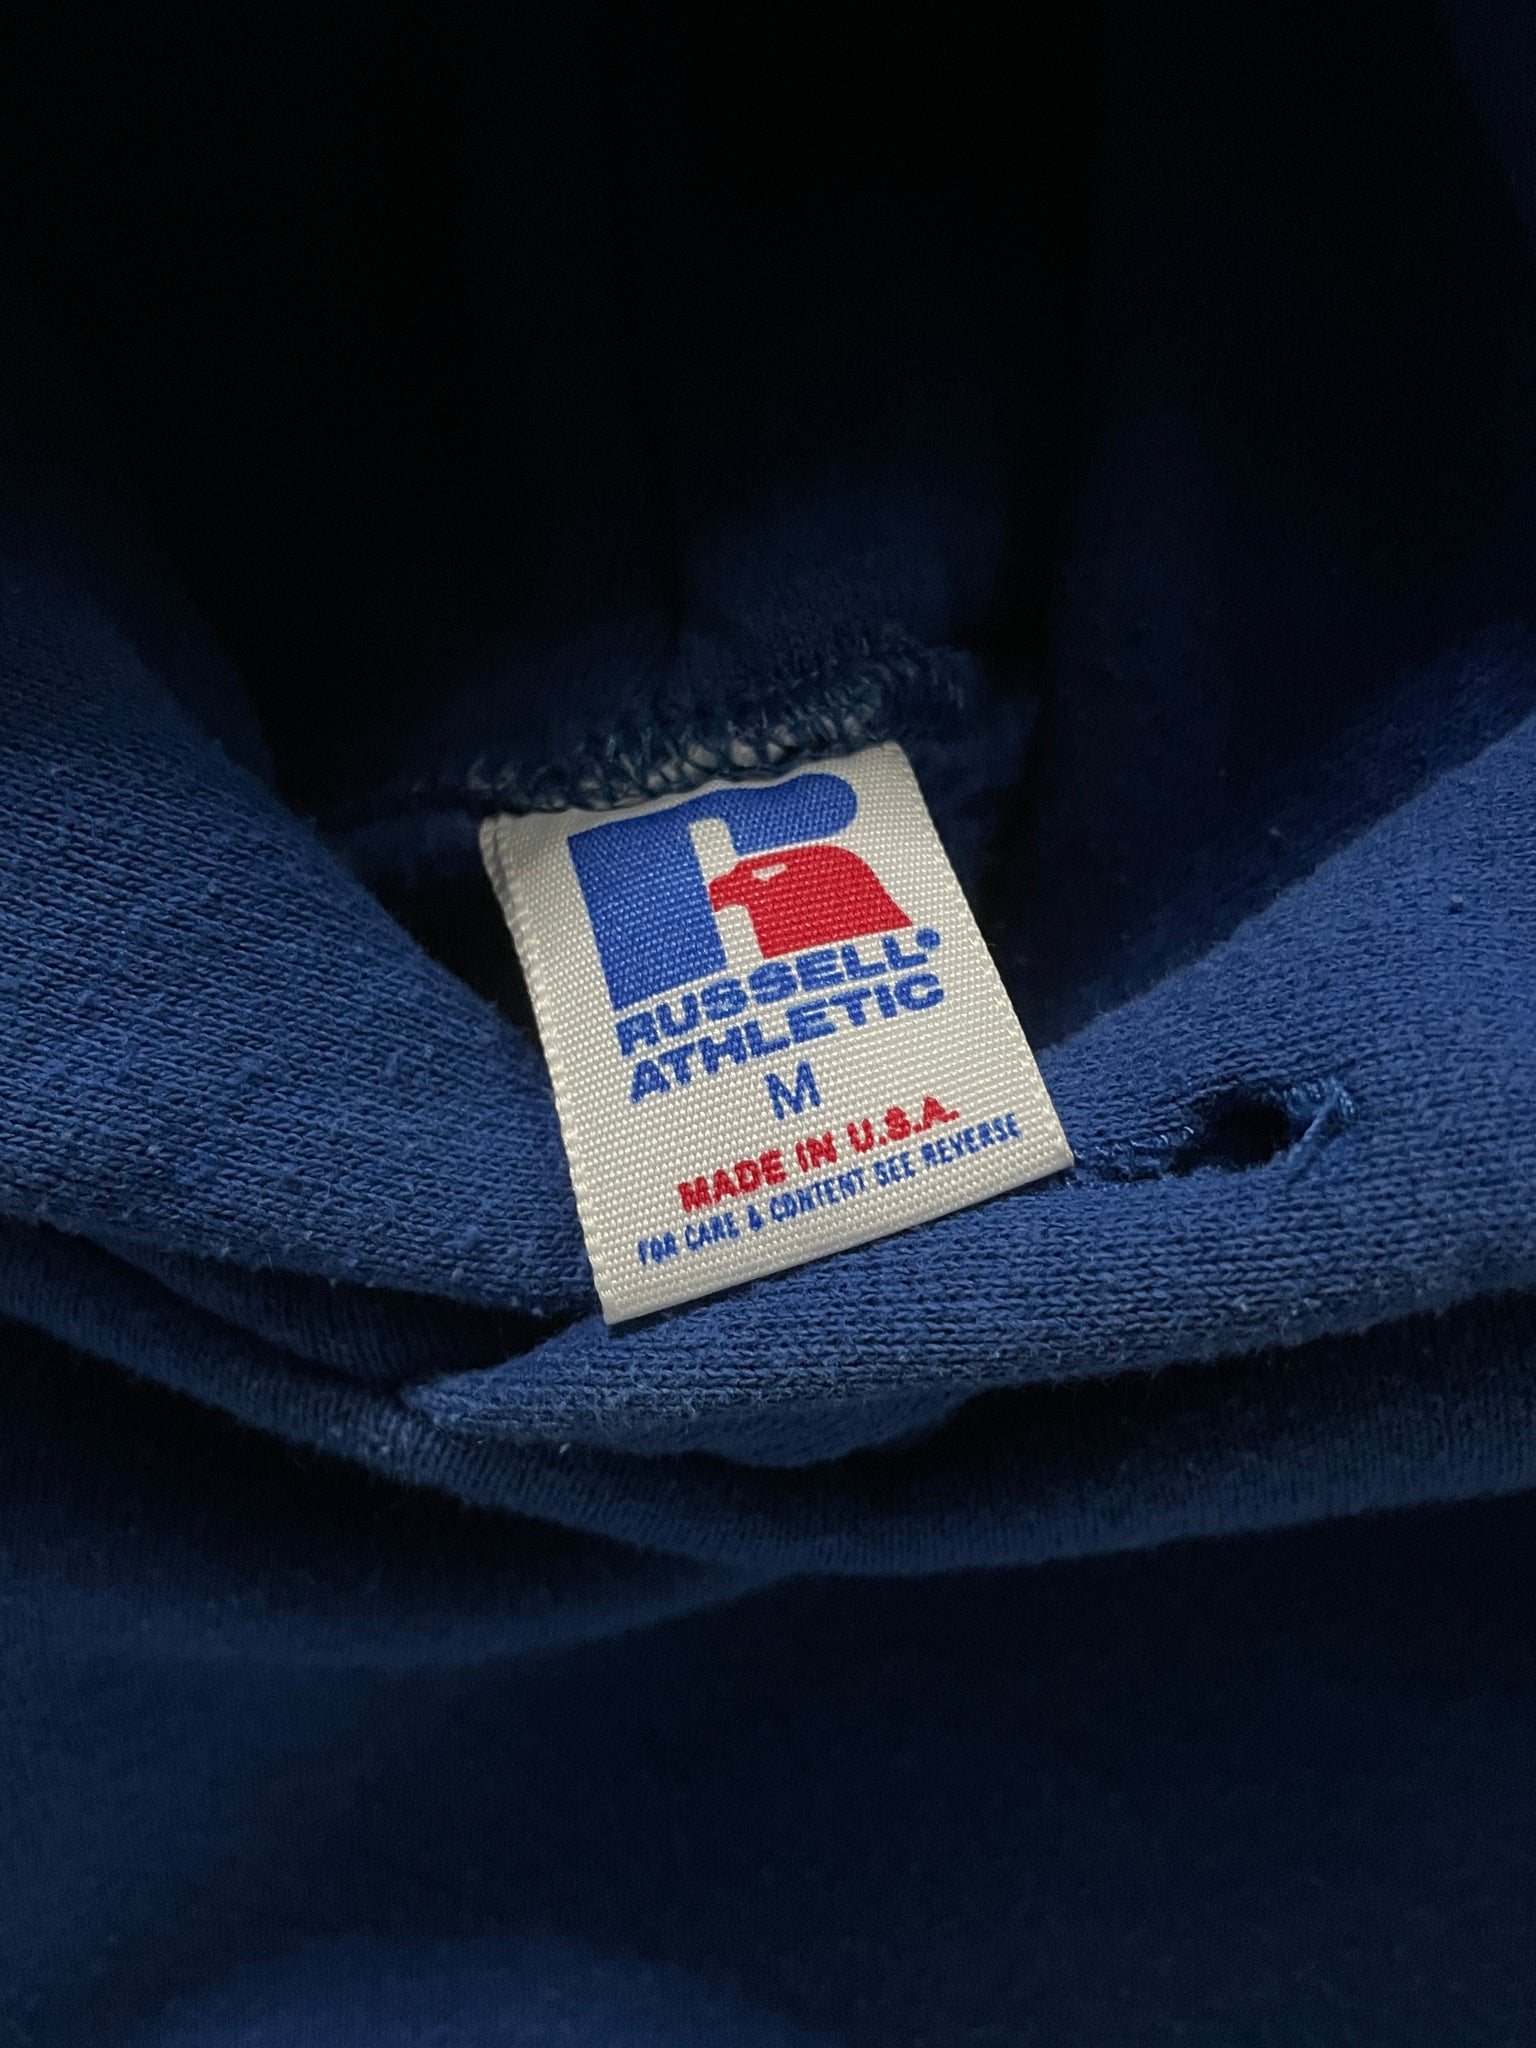 RUSSELL®
ATHLETIC
M
MADE IN U.S.A.
FOR CARE & CONTENT SEE REVERSE